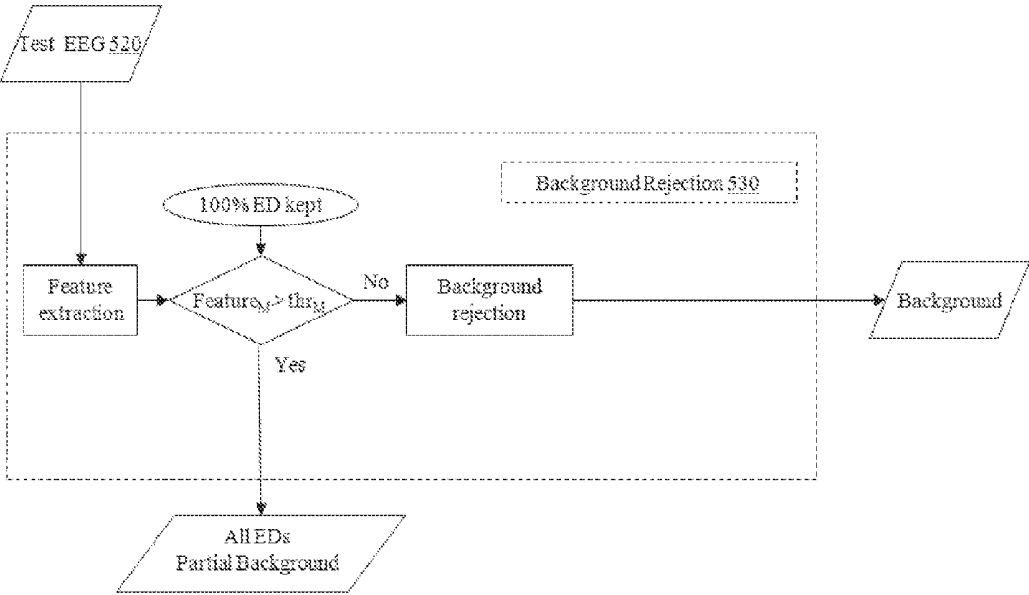 Test EEG 520
Background Rejection 530
100% ED kept
Feature
extraction
Feature_M > thr_M
No
Background
rejection
Background
Yes
All EDs
Partial Background